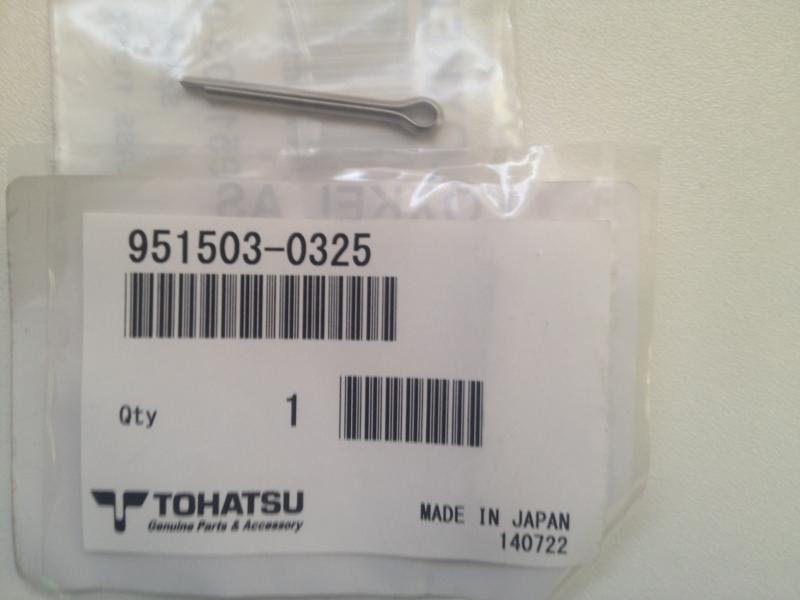 951503-0325
Qty 1
TOHATSU
Genuine Parts & Accessory
MADE IN JAPAN
140722